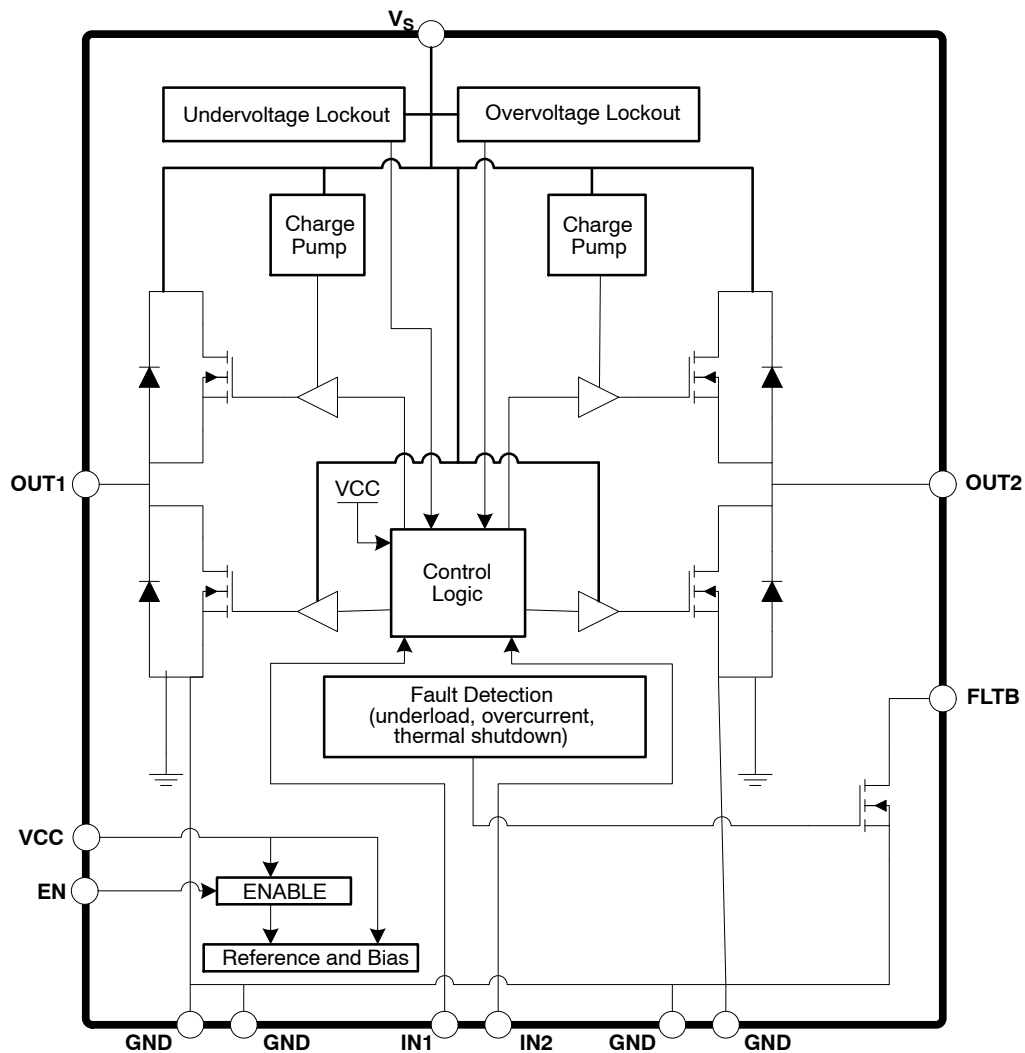 VS
Undervoltage Lockout
Overvoltage Lockout
Charge
Pump
Charge
Pump
OUT1
OUT2
VCC
Control
Logic
Fault Detection
(underload, overcurrent,
thermal shutdown)
FLTB
VCC
EN
ENABLE
Reference and Bias
GND
GND
IN1
IN2
GND
GND